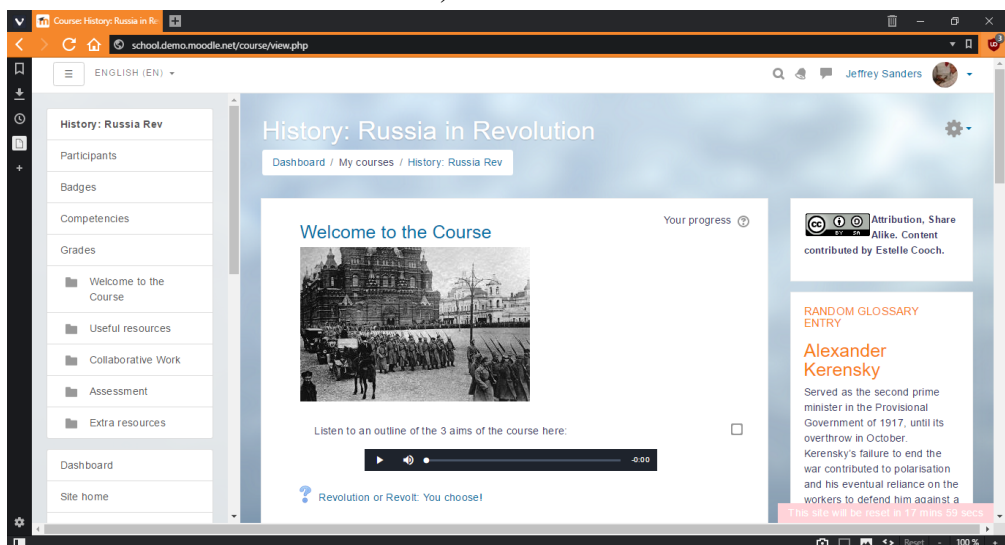 Course: History: Russia in Re
school.demo.moodle.net/course/view.php
3
ENGLISH (EN)
Jeffrey Sanders
History: Russia Rev
Participants
Badges
Competencies
Grades
Welcome to the
Course
Useful resources
Collaborative Work
Assessment
Extra resources
Dashboard
Site home
History: Russia in Revolution
Dashboard / My courses / History: Russia Rev
Your progress
Welcome to the Course
Listen to an outline of the 3 aims of the course here:
-0:00
Revolution or Revolt: You choose!
cc
BY SA
Attribution, Share
Alike. Content
contributed by Estelle Cooch.
RANDOM GLOSSARY
ENTRY
Alexander
Kerensky
Served as the second prime
minister in the Provisional
Government of 1917, until its
overthrow in October.
Kerensky's failure to end the
war contributed to polarisation
and his eventual reliance on the
workers to defend him against a
This site will be reset in 17 mins 59 secs
Reset - 100 % +